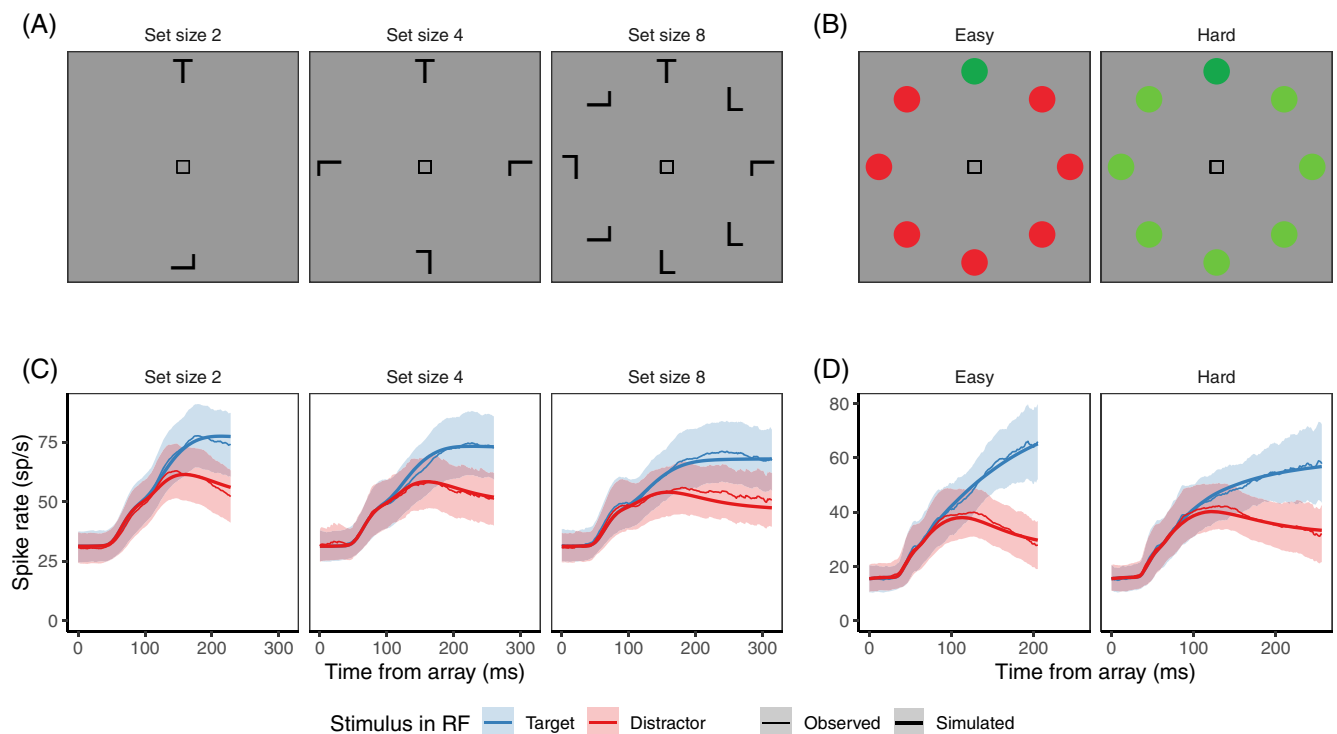 (A)
Set size 2
Set size 4
Set size 8
T
T
T
(B)
Easy
Hard
(C)
Set size 2
Set size 4
Set size 8
Spike rate (sp/s)
75
50
25
0
0 100 200 300
0 100 200 300
0 100 200 300
Time from array (ms)
(D)
Easy
Hard
80
60
40
20
0
0 100 200
0 100 200
Time from array (ms)
Stimulus in RF Target Distractor Observed Simulated